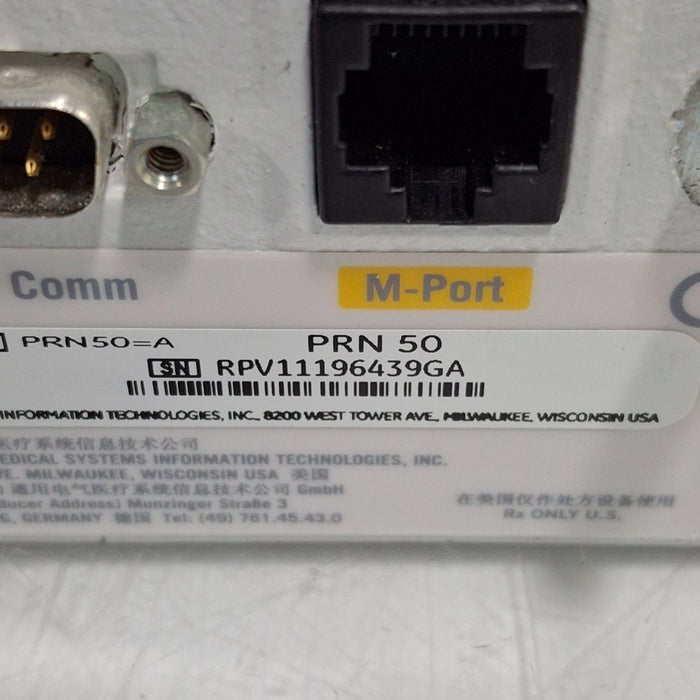 Comm
M-Port
PRN50=A PRN 50
SN RPV11196439GA
INFORMATION TECHNOLOGIES, INC., 8200 WEST TOWER AVE., MILWAUKEE, WISCONSIN USA
医疗系统信息技术公司
EDICAL SYSTEMS INFORMATION TECHNOLOGIES, INC.
VE. MILWAUKEE, WISCONSIN USA 美国
) 通用电气医疗系统信息技术公司 GmbH
ducer Address) Munzinger Straße 3
G, GERMANY 德国 Tel: (49) 761.45.43.0
在美国仅作处方设备使用
Rx ONLY U.S.